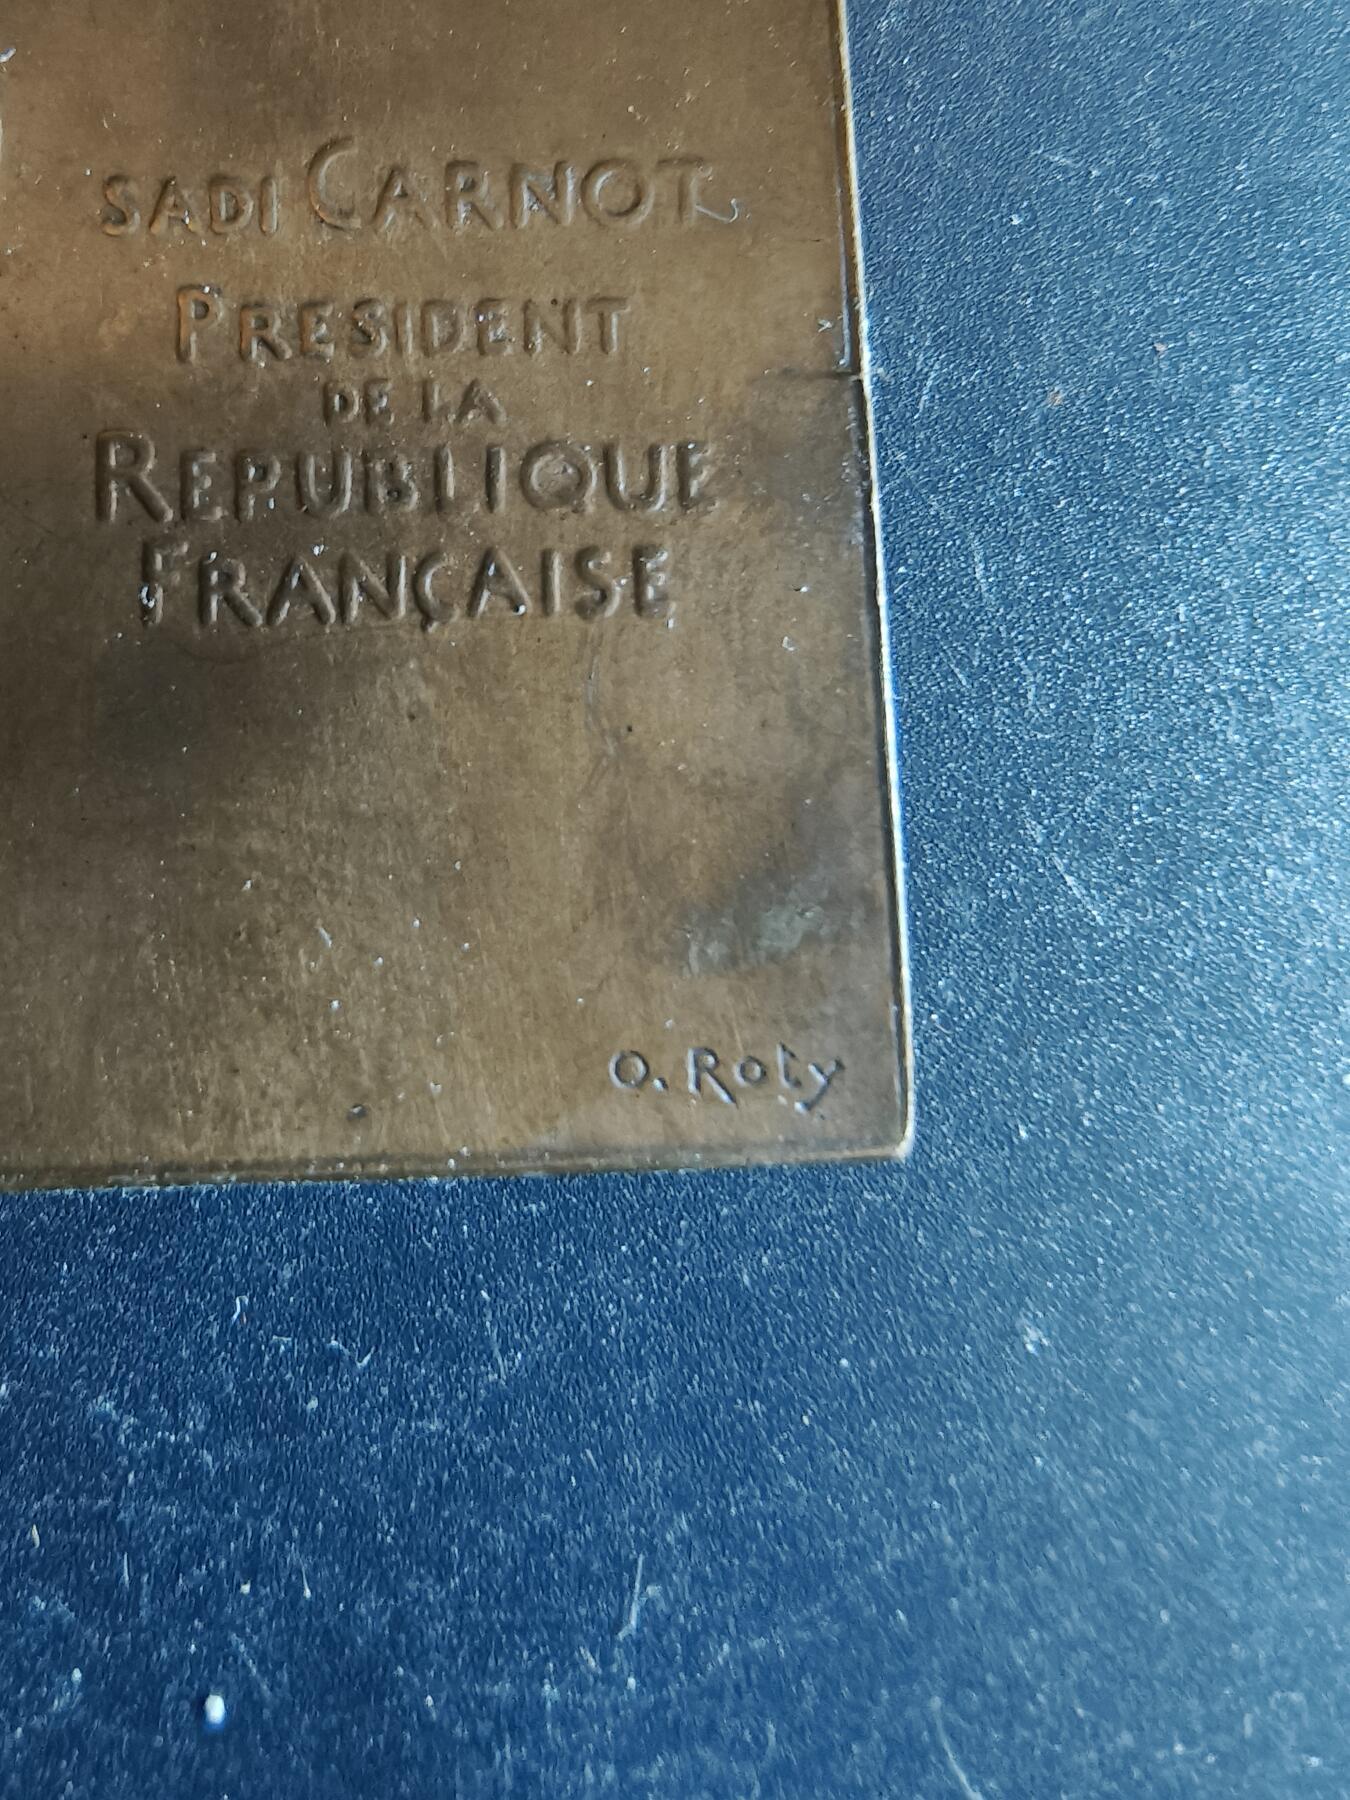 SADI CARNOT
PRESIDENT
DE LA
REPUBLIQUE
FRANÇAISE
O. Roty